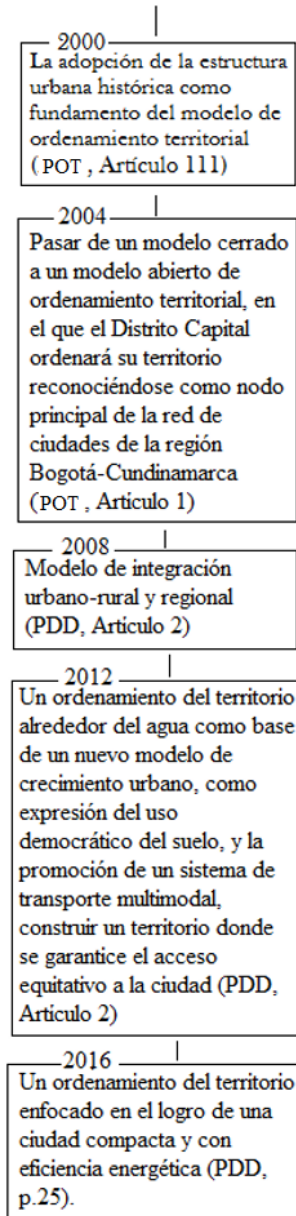 2000
La adopción de la estructura
urbana histórica como
fundamento del modelo de
ordenamiento territorial
( POT , Artículo 111)
2004
Pasar de un modelo cerrado
a un modelo abierto de
ordenamiento territorial, en
el que el Distrito Capital
ordenará su territorio
reconociéndose como nodo
principal de la red de
ciudades de la región
Bogotá-Cundinamarca
(POT , Artículo 1)
2008
Modelo de integración
urbano-rural y regional
(PDD, Artículo 2)
2012
Un ordenamiento del territorio
alrededor del agua como base
de un nuevo modelo de
crecimiento urbano, como
expresión del uso
democrático del suelo, y la
promoción de un sistema de
transporte multimodal,
construir un territorio donde
se garantice el acceso
equitativo a la ciudad (PDD,
Artículo 2)
2016
Un ordenamiento del territorio
enfocado en el logro de una
ciudad compacta y con
eficiencia energética (PDD,
p.25).